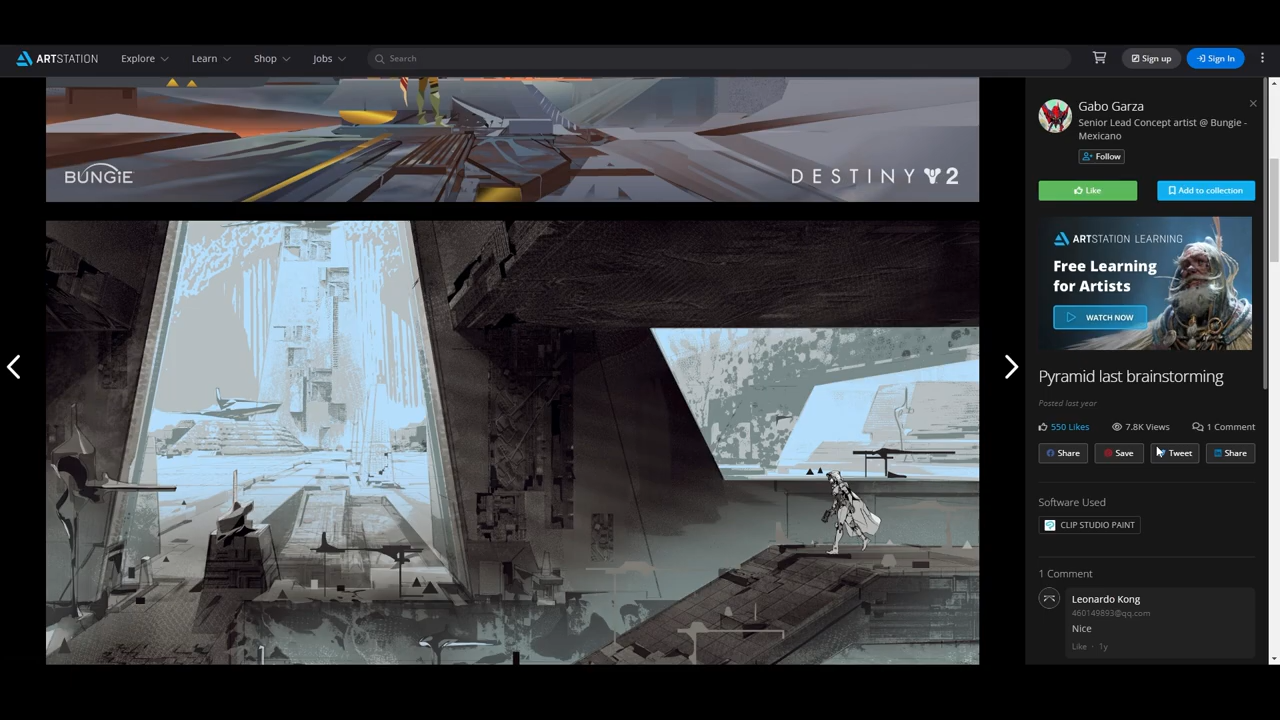 ARTSTATION Explore Learn Shop Jobs Search Sign up Sign In
BUNGiE
DESTINY 2
Gabo Garza
Senior Lead Concept artist @ Bungie -
Mexicano
Follow
Like Add to collection
ARTSTATION LEARNING
Free Learning
for Artists
WATCH NOW
Pyramid last brainstorming
Posted last year
550 Likes 7.8K Views 1 Comment
Share Save Tweet Share
Software Used
CLIP STUDIO PAINT
1 Comment
Leonardo Kong
460149893@qq.com
Nice
Like · 1y